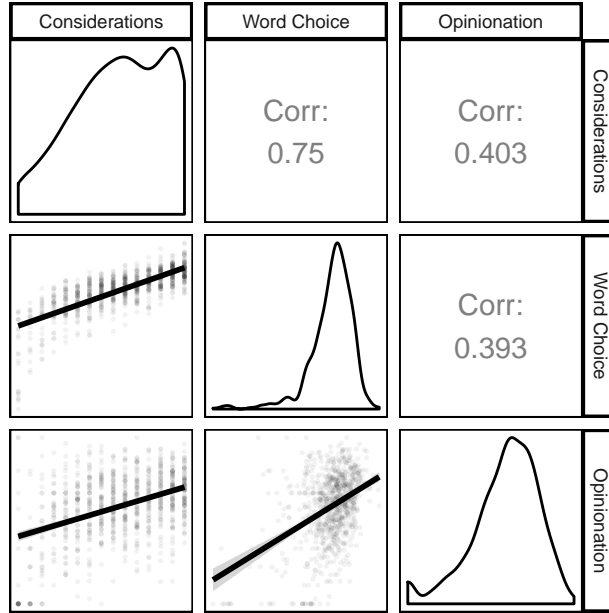 Considerations
Word Choice
Opinionation
Corr:
0.75
Corr:
0.403
Considerations
Corr:
0.393
Word Choice
Opinionation